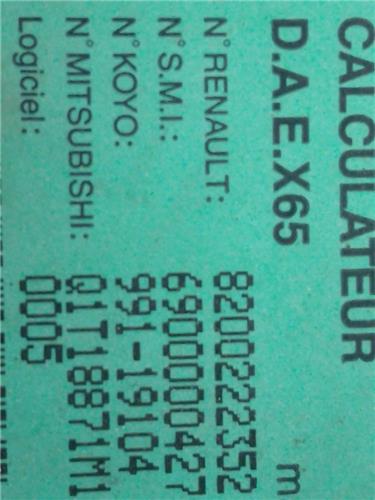 CALCULATEUR
D.A.E.X65 m
N° RENAULT: 8200222352
N° S.M.I.: 6900000427
N° KOYO: 991-19104
N° MITSUBISHI: Q1T18871M1
Logiciel: 0005